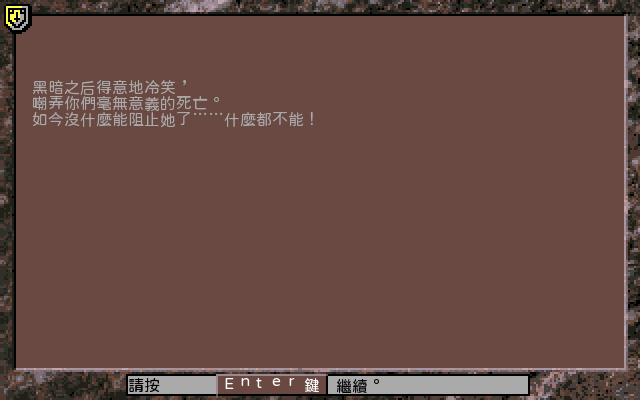 黑暗之后得意地冷笑，
嘲弄你們毫無意義的死亡。
如今沒什麼能阻止她了……什麼都不能！
請按 Enter 鍵 繼續。